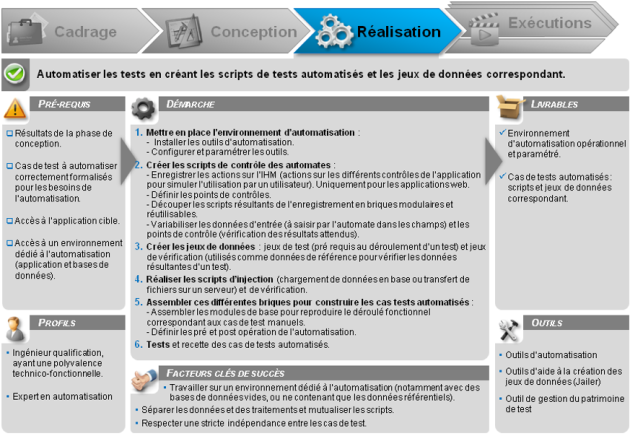 Cadrage
Conception
Réalisation
Exécutions
Automatiser les tests en créant les scripts de tests automatisés et les jeux de données correspondant.
PRÉ-REQUIS
Résultats de la phase de
conception.
Cas de test à automatiser
correctement formalisés
pour les besoins de
l'automatisation.
Accès à l'application cible.
Accès à un environnement
dédié à l'automatisation
(application et bases de
données).
DÉMARCHE
1. Mettre en place l'environnement d'automatisation :
- Installer les outils d'automatisation.
- Configurer et paramétrer les outils.
2. Créer les scripts de contrôle des automates :
- Enregistrer les actions sur l'IHM (actions sur les différents contrôles de l'application
pour simuler l'utilisation par un utilisateur). Uniquement pour les applications web.
- Définir les points de contrôles.
- Découper les scripts résultants de l'enregistrement en briques modulaires et
réutilisables.
- Variabiliser les données d'entrée (à saisir par l'automate dans les champs) et les
points de contrôle (vérification des résultats attendus).
3. Créer les jeux de données : jeux de test (pré requis au déroulement d'un test) et jeux
de vérification (utilisés comme données de référence pour vérifier les données
résultantes d'un test).
4. Réaliser les scripts d'injection (chargement de données en base ou transfert de
fichiers sur un serveur) et de vérification.
5. Assembler ces différentes briques pour construire les cas tests automatisés :
- Assembler les modules de base pour reproduire le déroulé fonctionnel
correspondant aux cas de test manuels.
- Définir les pré et post opération de l'automatisation.
6. Tests et recette des cas de tests automatisés.
LIVRABLES
Environnement
d'automatisation opérationnel
et paramétré.
Cas de tests automatisés :
scripts et jeux de données
correspondant.
PROFILS
• Ingénieur qualification,
ayant une polyvalence
technico-fonctionnelle.
• Expert en automatisation
FACTEURS CLÉS DE SUCCÈS
• Travailler sur un environnement dédié à l'automatisation (notamment avec des
bases de données vides, ou ne contenant que les données référentiels).
• Séparer les données et des traitements et mutualiser les scripts.
• Respecter une stricte indépendance entre les cas de test.
OUTILS
• Outils d'automatisation
• Outils d'aide à la création des
jeux de données (Jailer)
• Outil de gestion du patrimoine
de test